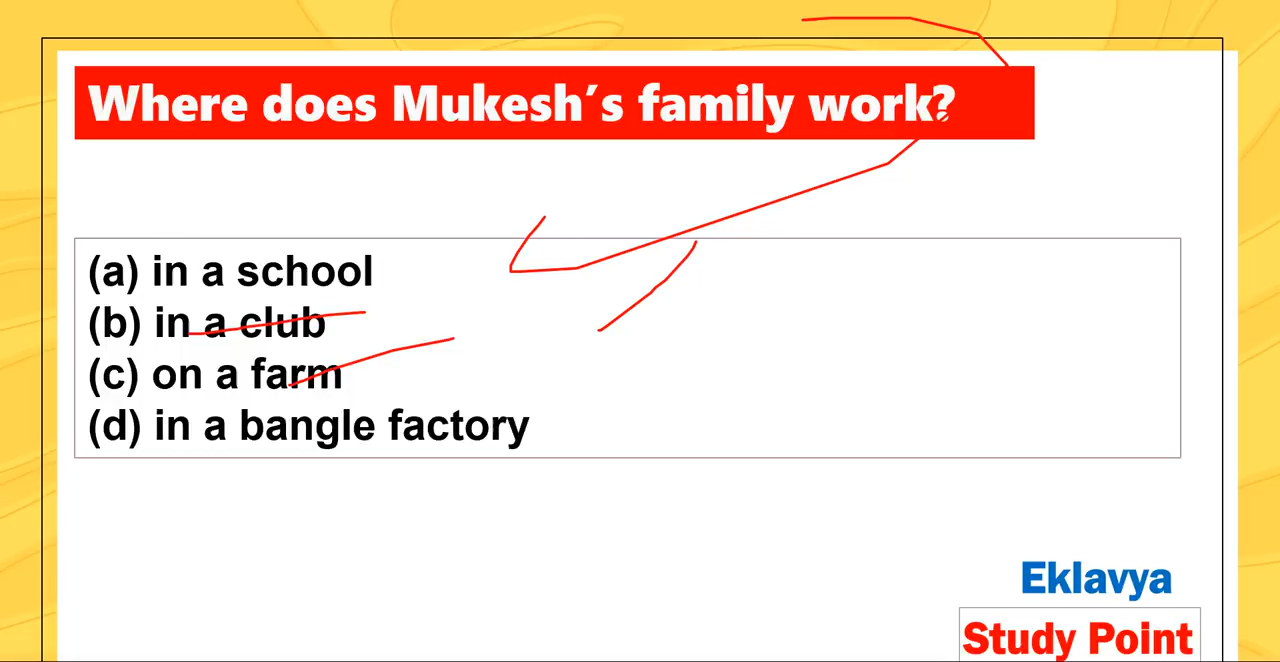 Where does Mukesh´s family work?
(a) in a school
(b) in a club
(c) on a farm
(d) in a bangle factory
Eklavya
Study Point